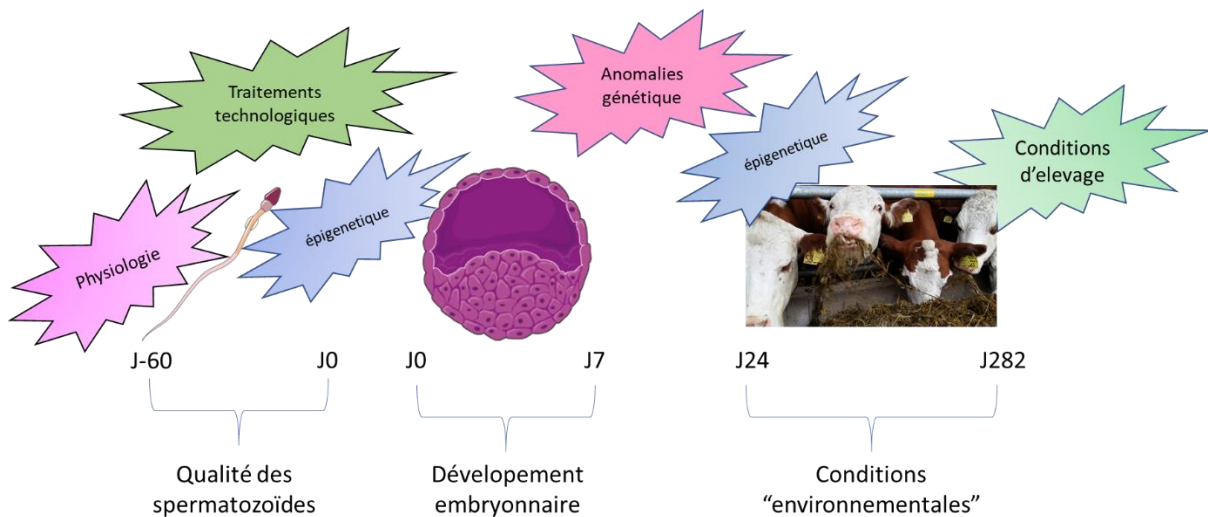 Traitements
technologiques
Anomalies
génétique
épigenetique
Conditions
d'elevage
Physiologie
épigenetique
J-60
J0
J0
J7
J24
J282
Qualité des
spermatozoïdes
Dévelopement
embryonnaire
Conditions
“environnementales”